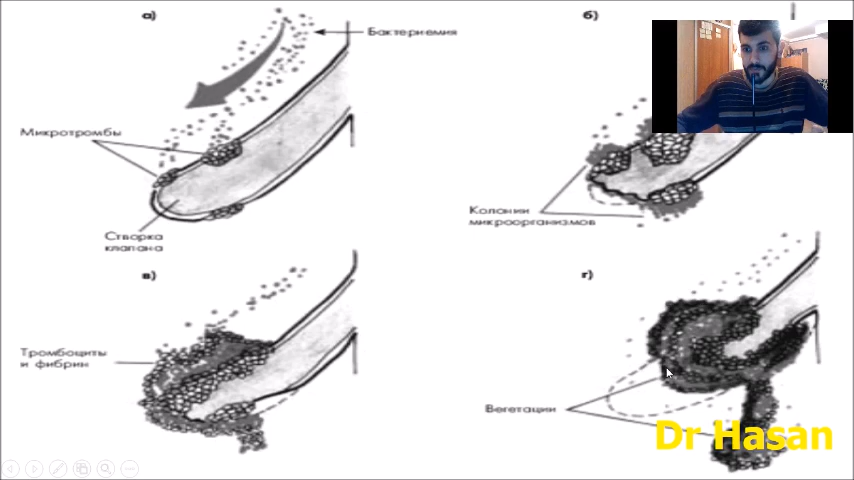 а)
Бактериемия
Микротромбы
Створка
клапана
б)
Колонии
микроорганизмов
в)
Тромбоциты
и фибрин
г)
Вегетации
Dr Hasan